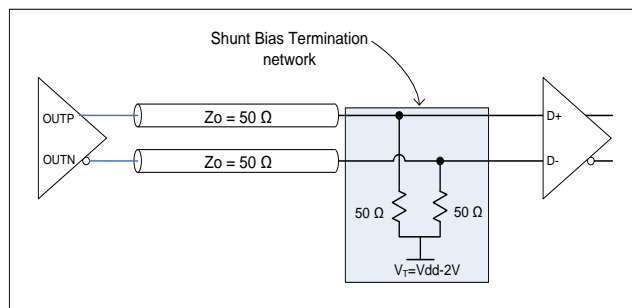 Shunt Bias Termination
network
OUTP
Zo = 50 Ω
D+
OUTN
Zo = 50 Ω
D-
50 Ω
50 Ω
VT=Vdd-2V